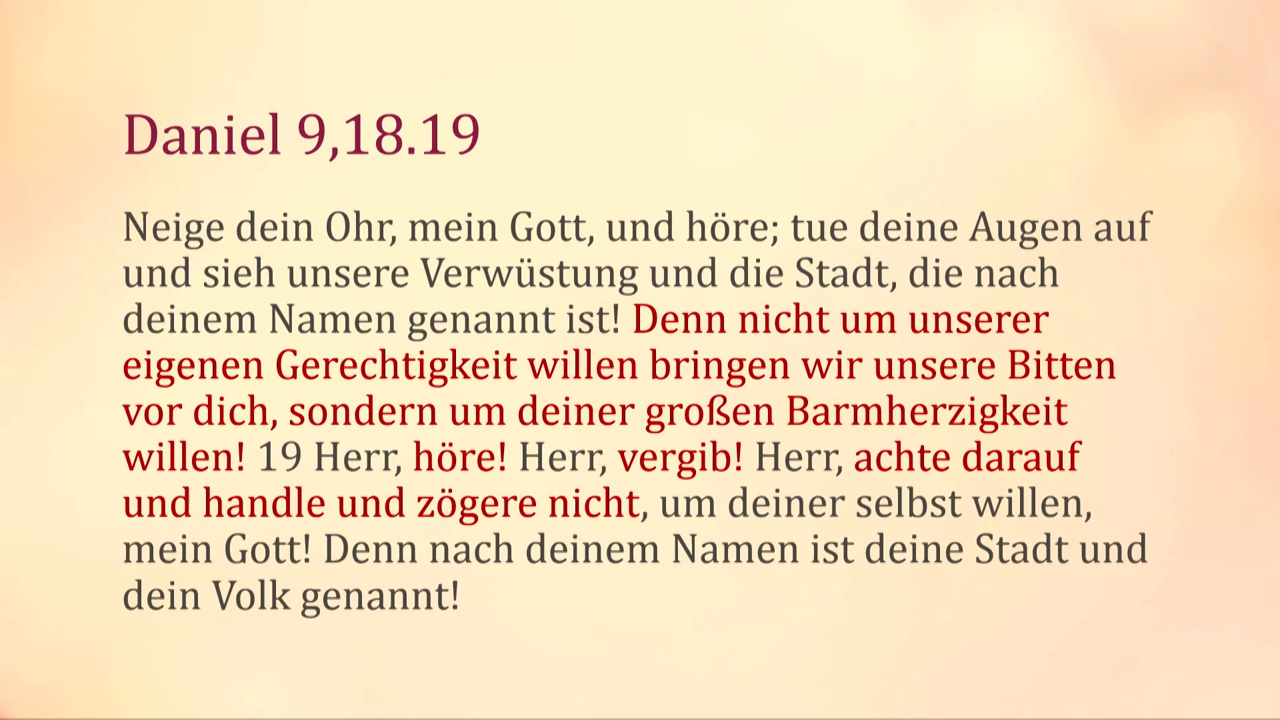 Daniel 9,18.19
Neige dein Ohr, mein Gott, und höre; tue deine Augen auf
und sieh unsere Verwüstung und die Stadt, die nach
deinem Namen genannt ist! Denn nicht um unserer
eigenen Gerechtigkeit willen bringen wir unsere Bitten
vor dich, sondern um deiner großen Barmherzigkeit
willen! 19 Herr, höre! Herr, vergib! Herr, achte darauf
und handle und zögere nicht, um deiner selbst willen,
mein Gott! Denn nach deinem Namen ist deine Stadt und
dein Volk genannt!